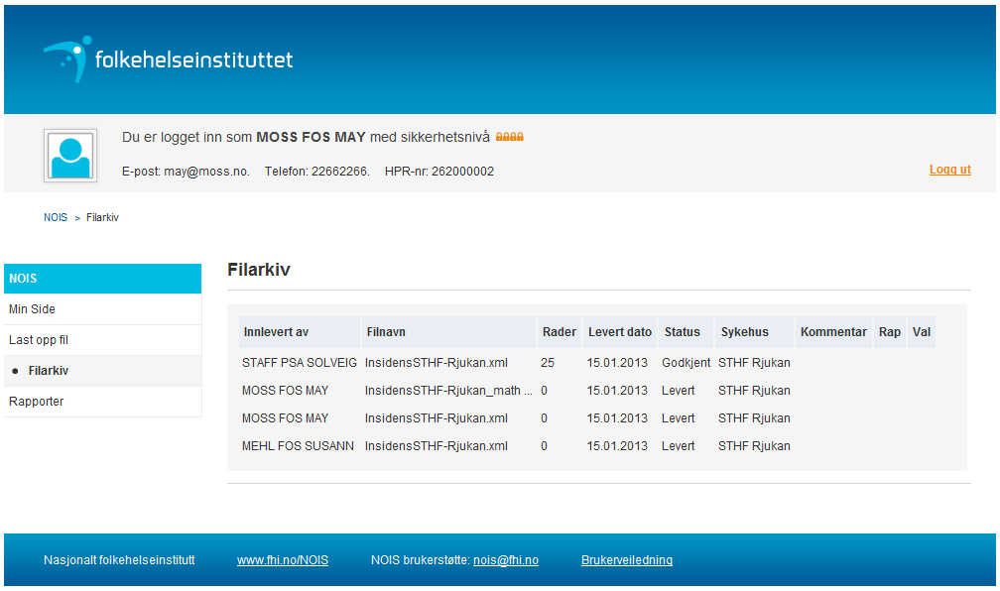 folkehelseinstituttet
Du er logget inn som MOSS FOS MAY med sikkerhetsnivå
E-post: may@moss.no. Telefon: 22662266. HPR-nr: 262000002
Logg ut
NOIS > Filarkiv
NOIS
Min Side
Last opp fil
Filarkiv
Rapporter
Filarkiv
Innlevert av Filnavn Rader Levert dato Status Sykehus Kommentar Rap Val
STAFF PSA SOLVEIG InsidensSTHF-Rjukan.xml 25 15.01.2013 Godkjent STHF Rjukan
MOSS FOS MAY InsidensSTHF-Rjukan_math ... 0 15.01.2013 Levert STHF Rjukan
MOSS FOS MAY InsidensSTHF-Rjukan.xml 0 15.01.2013 Levert STHF Rjukan
MEHL FOS SUSANN InsidensSTHF-Rjukan.xml 0 15.01.2013 Levert STHF Rjukan
Nasjonalt folkehelseinstitutt www.fhi.no/NOIS NOIS brukerstøtte: nois@fhi.no Brukerveiledning